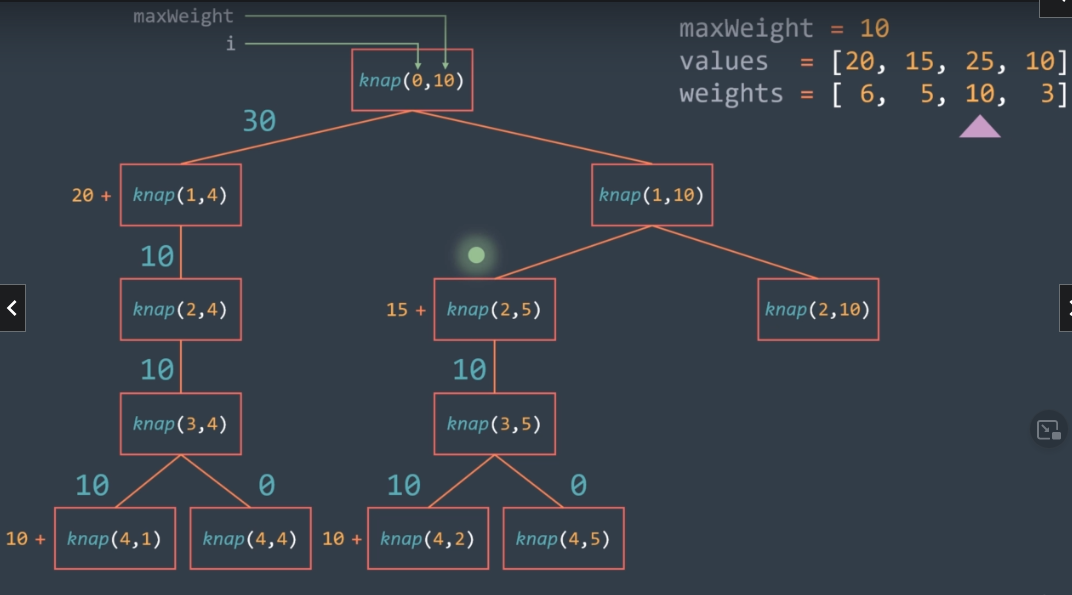 maxWeight
i
maxWeight = 10
values = [20, 15, 25, 10]
weights = [ 6, 5, 10, 3]
knap(0,10)
30
20 + knap(1,4)
knap(1,10)
10
knap(2,4)
15 + knap(2,5)
knap(2,10)
10
10
knap(3,4)
knap(3,5)
10
0
10
0
10 + knap(4,1)
knap(4,4)
10 + knap(4,2)
knap(4,5)